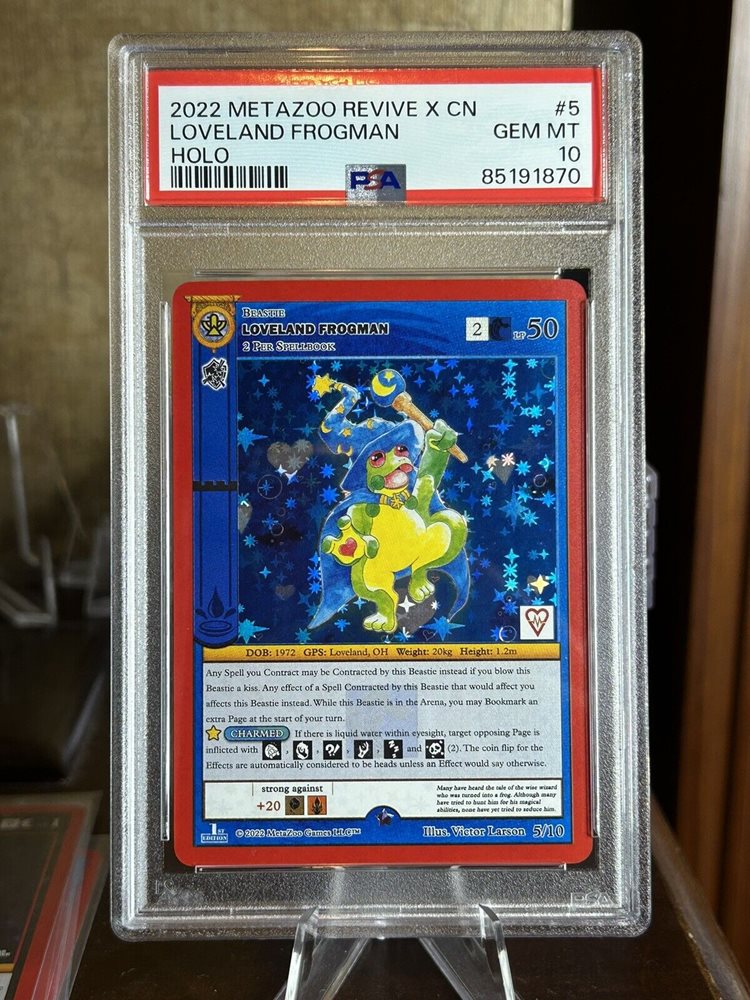 2022 METAZOO REVIVE X CN #5
LOVELAND FROGMAN GEM MT
HOLO 10
PSA 85191870
BEASTIE
LOVELAND FROGMAN
2 PER SPELLBOOK
2 LP 50
DOB: 1972 GPS: Loveland, OH Weight: 20kg Height: 1.2m
Any Spell you Contract may be Contracted by this Beastie instead if you blow this
Beastie a kiss. Any effect of a Spell Contracted by this Beastie that would affect you
affects this Beastie instead. While this Beastie is in the Arena, you may Bookmark an
extra Page at the start of your turn.
CHARMED If there is liquid water within eyesight, target opposing Page is
inflicted with , , , , and (2). The coin flip for the
Effects are automatically considered to be heads unless an Effect would say otherwise.
strong against
+20
Many have heard the tale of the wise wizard
who was turned into a frog. Although many
have tried to hunt him for his magical
abilities, none have yet tried to seduce him.
1ST EDITION © 2022 MetaZoo Games LLC™ Illus. Victor Larson 5/10
PSA